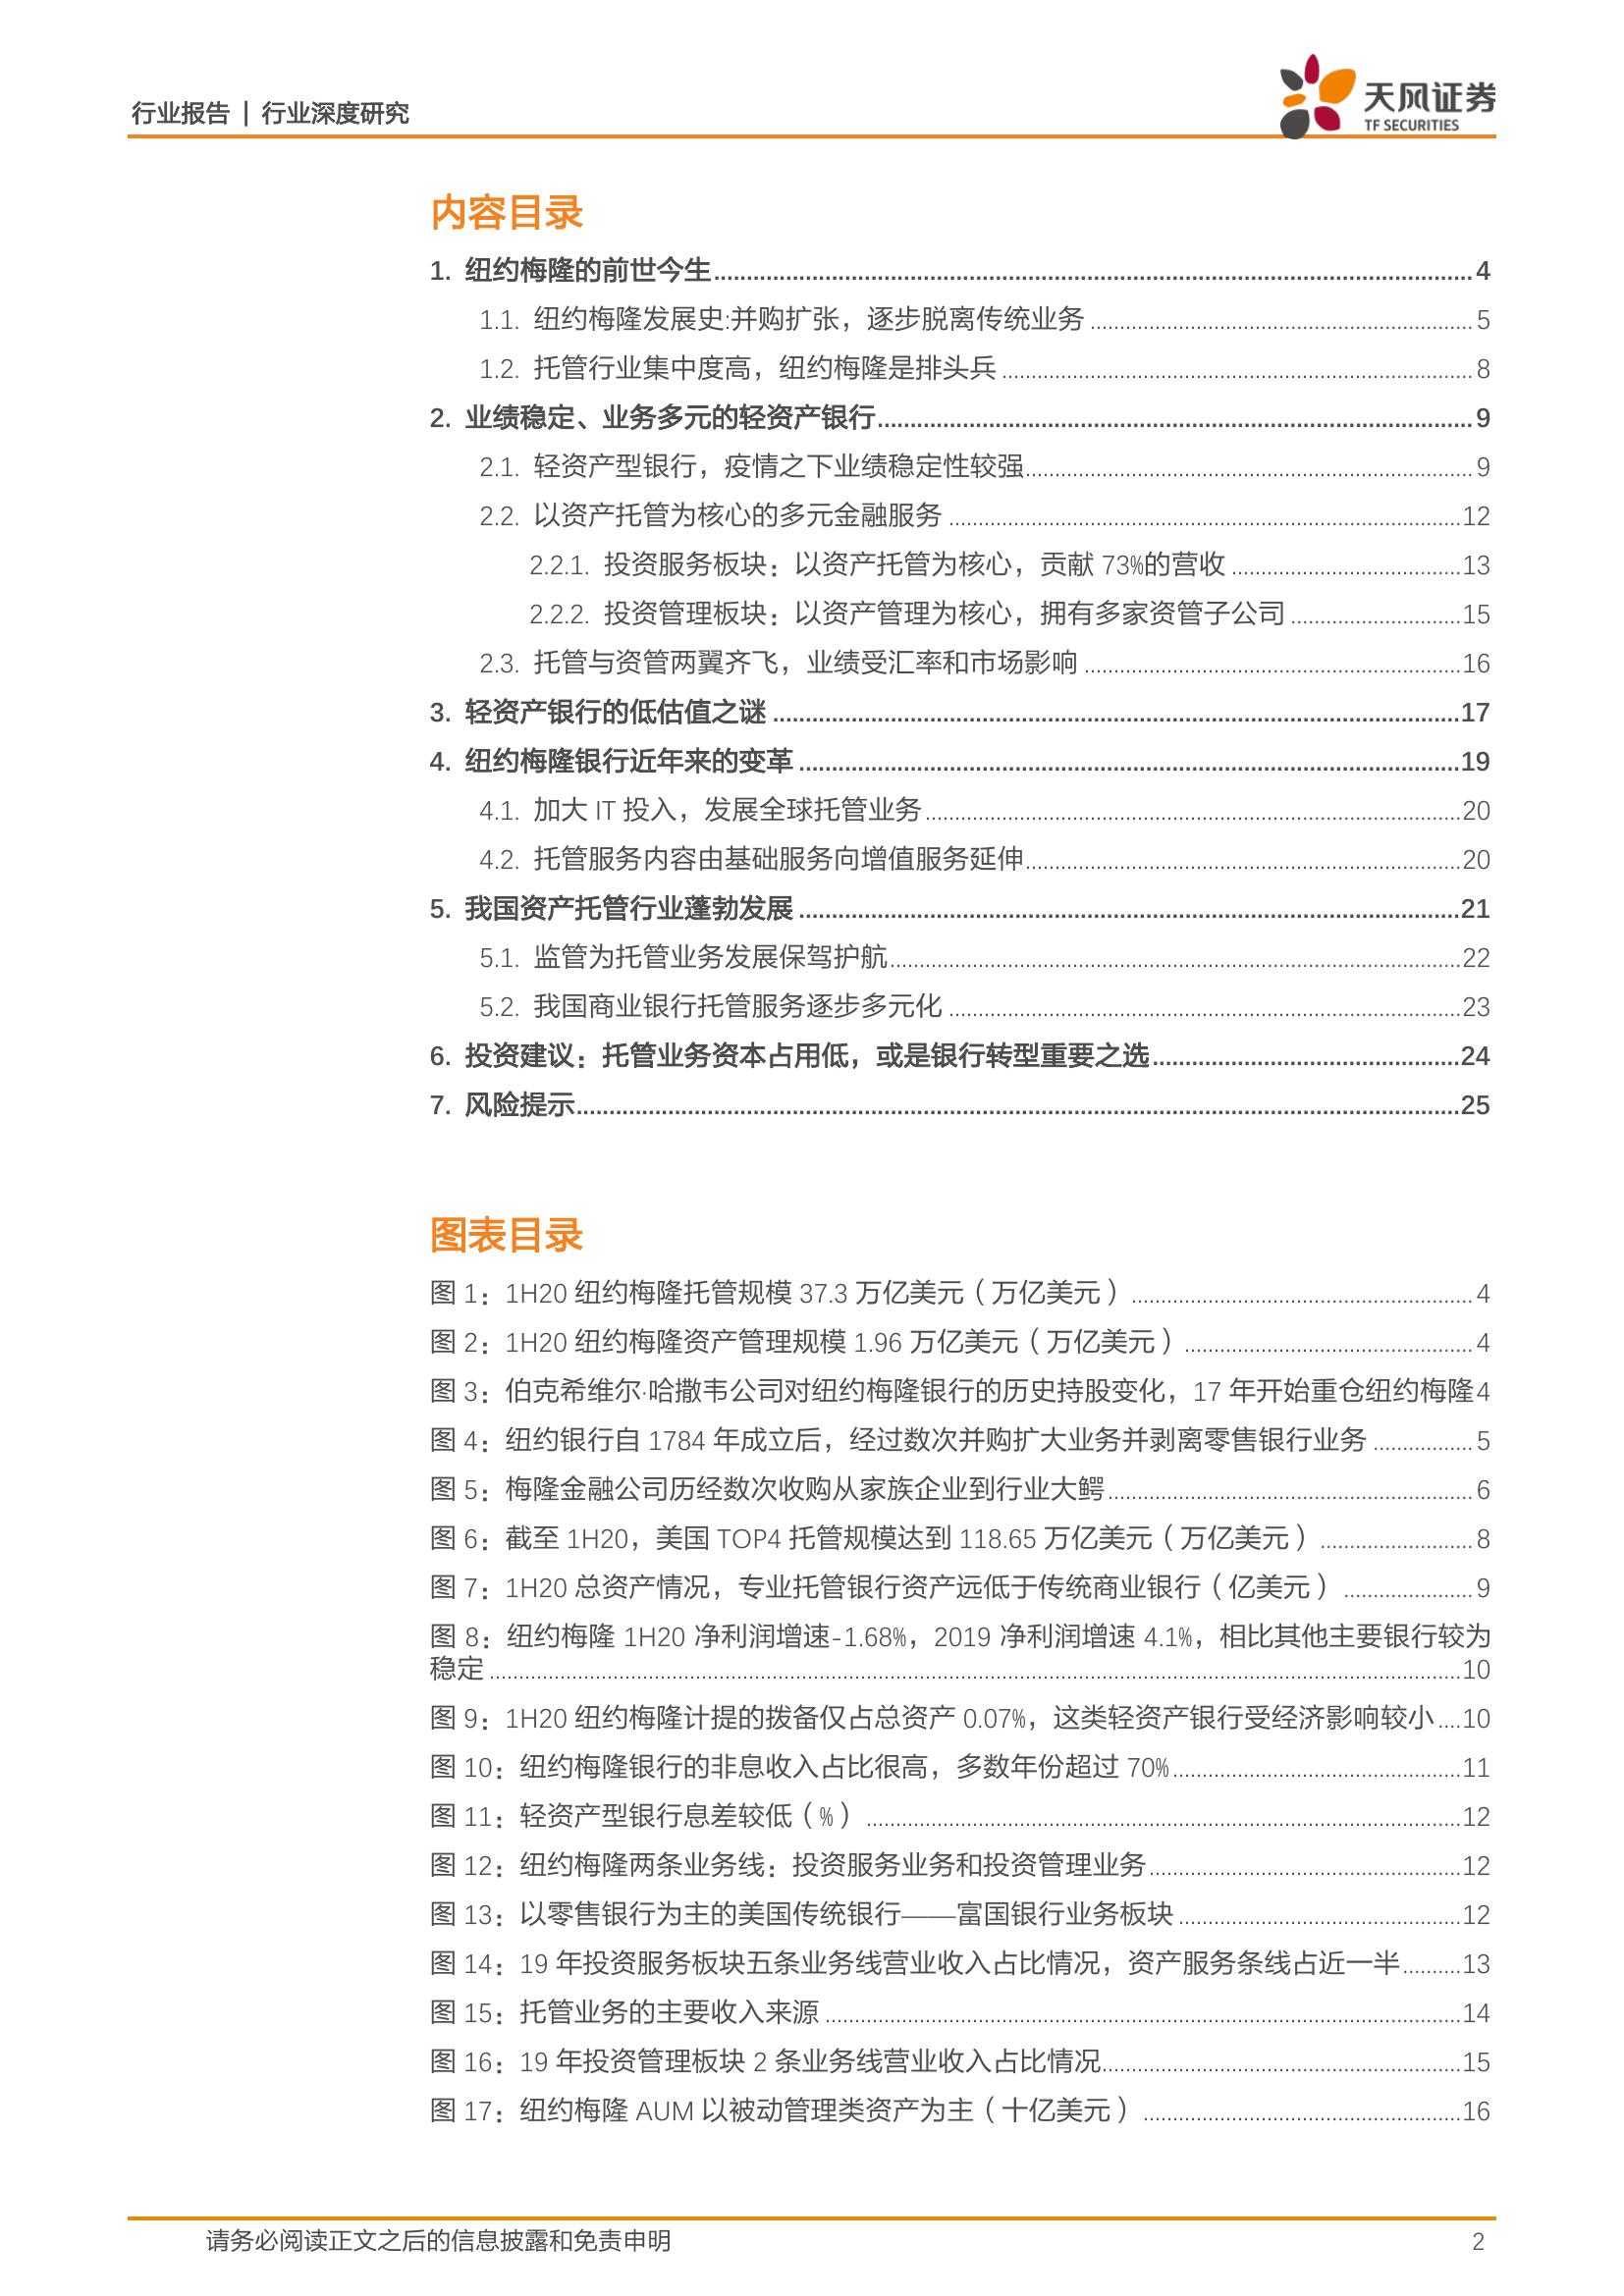 行业报告 | 行业深度研究
天风证券
TF SECURITIES
内容目录
1. 纽约梅隆的前世今生 4
1.1. 纽约梅隆发展史:并购扩张，逐步脱离传统业务 5
1.2. 托管行业集中度高，纽约梅隆是排头兵 8
2. 业绩稳定、业务多元的轻资产银行 9
2.1. 轻资产型银行，疫情之下业绩稳定性较强 9
2.2. 以资产托管为核心的多元金融服务 12
2.2.1. 投资服务板块：以资产托管为核心，贡献 73%的营收 13
2.2.2. 投资管理板块：以资产管理为核心，拥有多家资管子公司 15
2.3. 托管与资管两翼齐飞，业绩受汇率和市场影响 16
3. 轻资产银行的低估值之谜 17
4. 纽约梅隆银行近年来的变革 19
4.1. 加大 IT 投入，发展全球托管业务 20
4.2. 托管服务内容由基础服务向增值服务延伸 20
5. 我国资产托管行业蓬勃发展 21
5.1. 监管为托管业务发展保驾护航 22
5.2. 我国商业银行托管服务逐步多元化 23
6. 投资建议：托管业务资本占用低，或是银行转型重要之选 24
7. 风险提示 25
图表目录
图 1：1H20 纽约梅隆托管规模 37.3 万亿美元（万亿美元） 4
图 2：1H20 纽约梅隆资产管理规模 1.96 万亿美元（万亿美元） 4
图 3：伯克希维尔·哈撒韦公司对纽约梅隆银行的历史持股变化，17 年开始重仓纽约梅隆 4
图 4：纽约银行自 1784 年成立后，经过数次并购扩大业务并剥离零售银行业务 5
图 5：梅隆金融公司历经数次收购从家族企业到行业大鳄 6
图 6：截至 1H20，美国 TOP4 托管规模达到 118.65 万亿美元（万亿美元） 8
图 7：1H20 总资产情况，专业托管银行资产远低于传统商业银行（亿美元） 9
图 8：纽约梅隆 1H20 净利润增速-1.68%，2019 净利润增速 4.1%，相比其他主要银行较为
稳定 10
图 9：1H20 纽约梅隆计提的拨备仅占总资产 0.07%，这类轻资产银行受经济影响较小 10
图 10：纽约梅隆银行的非息收入占比很高，多数年份超过 70% 11
图 11：轻资产型银行息差较低（%） 12
图 12：纽约梅隆两条业务线：投资服务业务和投资管理业务 12
图 13：以零售银行为主的美国传统银行——富国银行业务板块 12
图 14：19 年投资服务板块五条业务线营业收入占比情况，资产服务条线占近一半 13
图 15：托管业务的主要收入来源 14
图 16：19 年投资管理板块 2 条业务线营业收入占比情况 15
图 17：纽约梅隆 AUM 以被动管理类资产为主（十亿美元） 16
请务必阅读正文之后的信息披露和免责申明 2